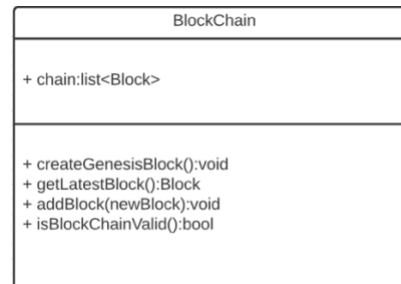 BlockChain
+ chain:list<Block>
+ createGenesisBlock():void
+ getLatestBlock():Block
+ addBlock(newBlock):void
+ isBlockChainValid():bool